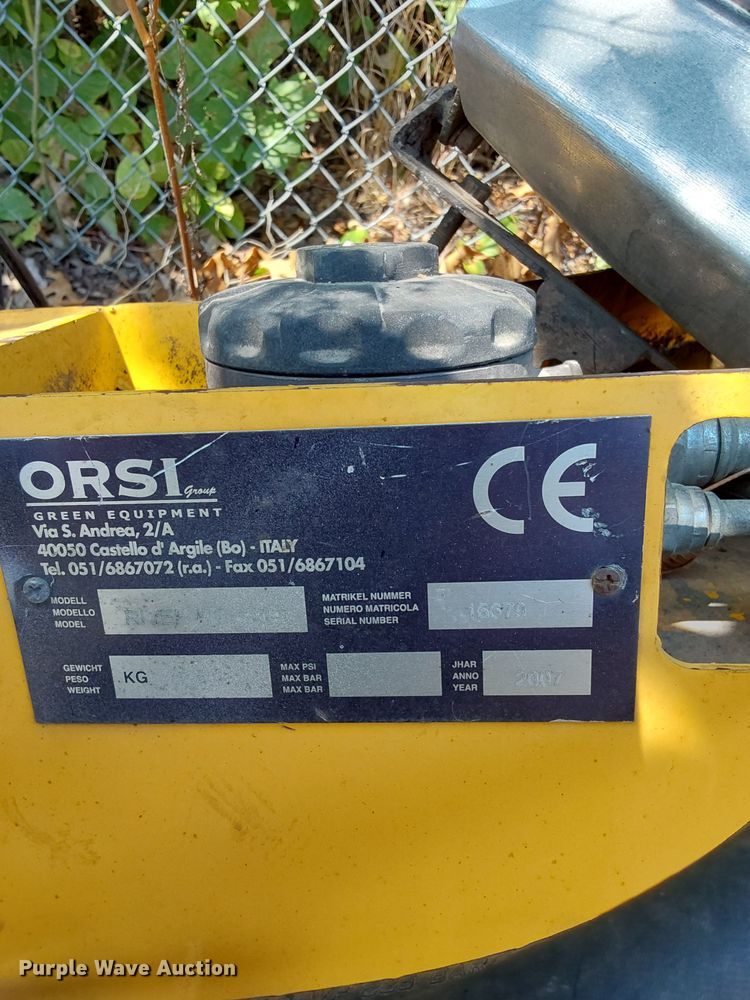 ORSI Group
GREEN EQUIPMENT
Via S. Andrea, 2/A
40050 Castello d' Argile (Bo) - ITALY
Tel. 051/6867072 (r.a.) - Fax 051/6867104
CE
MODELL
MODELLO
MODEL
MATRIKEL NUMMER
NUMERO MATRICOLA
SERIAL NUMBER
GEWICHT
PESO
WEIGHT
KG
MAX PSI
MAX BAR
MAX BAR
JHAR
ANNO
YEAR
2007
Purple Wave Auction